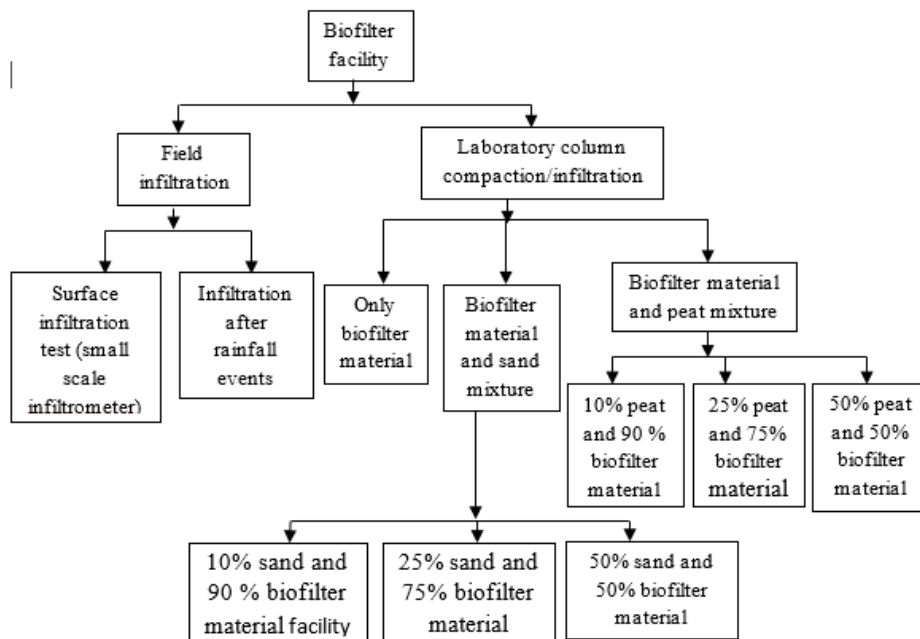 Biofilter
facility
Field
infiltration
Laboratory column
compaction/infiltration
Surface
infiltration
test (small
scale
infiltrometer)
Infiltration
after
rainfall
events
Only
biofilter
material
Biofilter
material
and sand
mixture
Biofilter material
and peat mixture
10% peat
and 90 %
biofilter
material
25% peat
and 75%
biofilter
material
50% peat
and 50%
biofilter
material
10% sand and
90 % biofilter
material facility
25% sand and
75% biofilter
material
50% sand and
50% biofilter
material